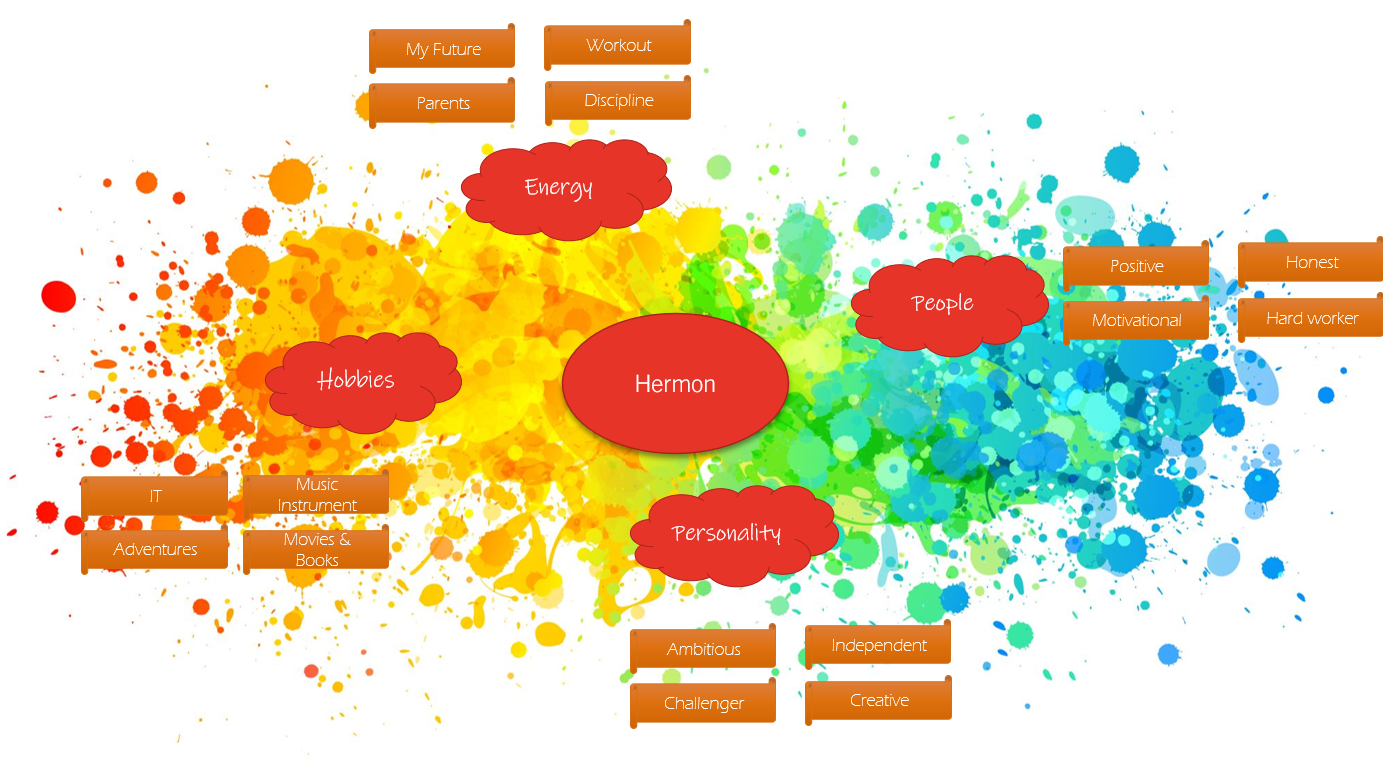 My Future
Workout
Parents
Discipline
Energy
People
Positive
Honest
Motivational
Hard worker
Hermon
Hobbies
IT
Music
Instrument
Adventures
Movies &
Books
Personality
Ambitious
Independent
Challenger
Creative